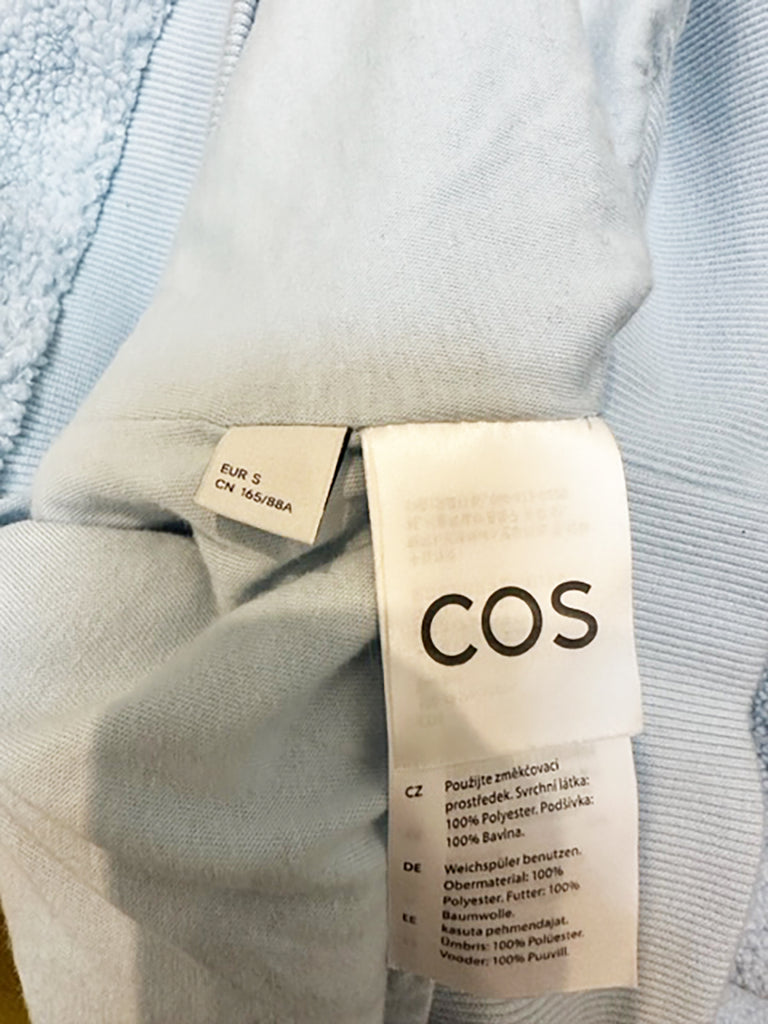 EUR S
CN 165/88A
COS
CZ Použijte změkčovací
prostředek. Svrchní látka:
100% Polyester. Podšívka:
100% Bavlna.
DE Weichspüler benutzen.
Obermaterial: 100%
Polyester. Futter: 100%
Baumwolle.
EE kasuta pehmendajat.
Ümbris: 100% Polüester.
Vooder: 100% Puuvill.